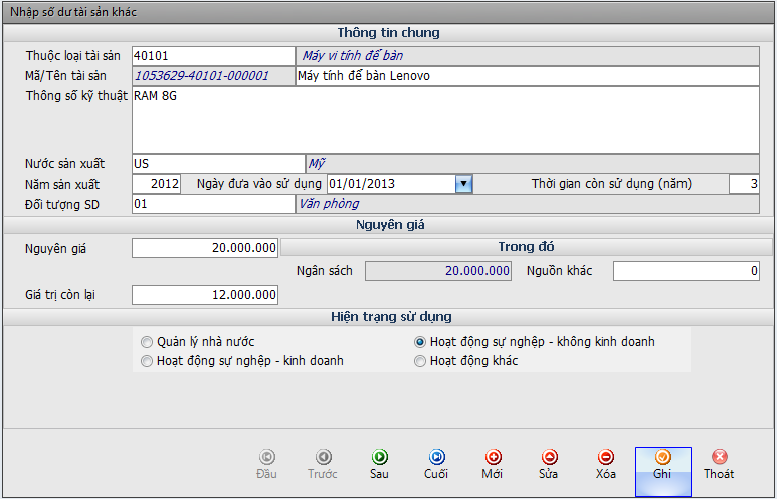 Nhập số dư tài sản khác
Thông tin chung
Thuộc loại tài sản 40101 Máy vi tính để bàn
Mã/Tên tài sản 1053629-40101-000001 Máy tính để bàn Lenovo
Thông số kỹ thuật RAM 8G
Nước sản xuất US Mỹ
Năm sản xuất 2012 Ngày đưa vào sử dụng 01/01/2013 Thời gian còn sử dụng (năm) 3
Đối tượng SD 01 Văn phòng
Nguyên giá
Nguyên giá 20.000.000 Trong đó
Ngân sách 20.000.000 Nguồn khác 0
Giá trị còn lại 12.000.000
Hiện trạng sử dụng
Quản lý nhà nước Hoạt động sự nghệp - không kinh doanh
Hoạt động sự nghệp - kinh doanh Hoạt động khác
Đầu Trước Sau Cuối Mới Sửa Xóa Ghi Thoát